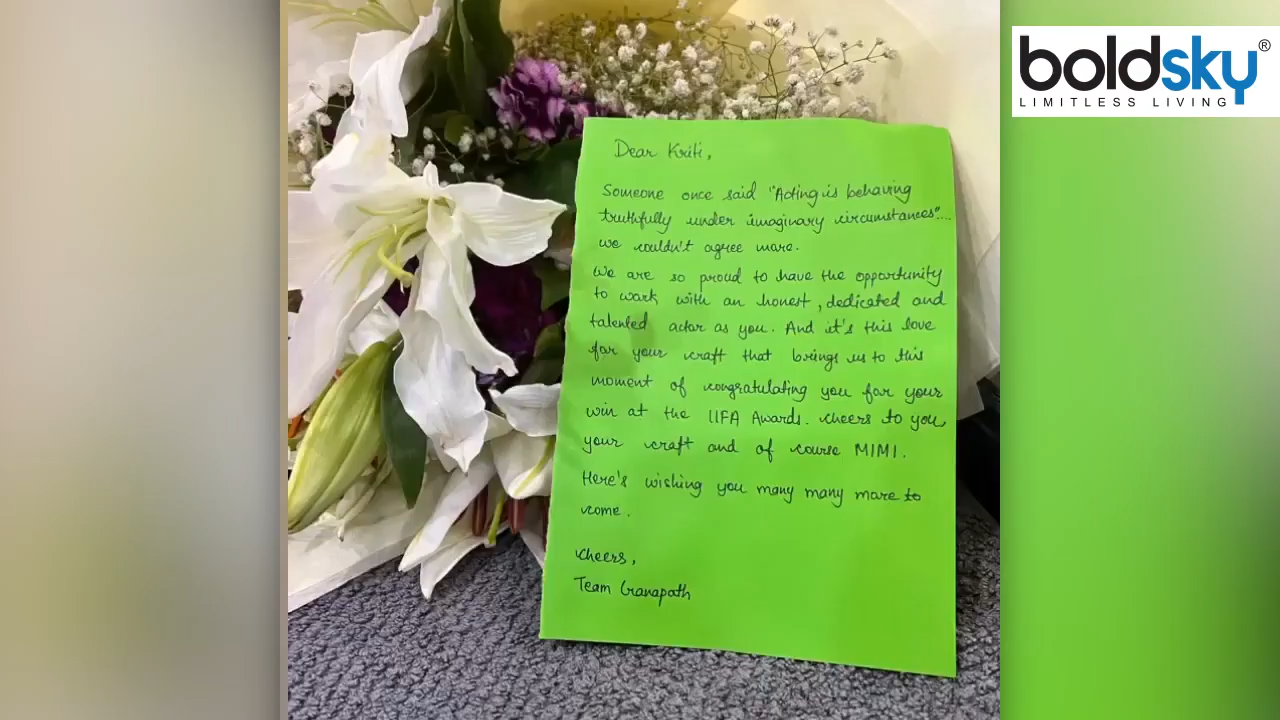 boldsky®
LIMITLESS LIVING
Dear Kriti,
Someone once said "Acting is behaving
truthfully under imaginary circumstances"....
we couldn't agree more.
We are so proud to have the opportunity
to work with an honest, dedicated and
talented actor as you. And it's this love
for your craft that brings us to this
moment of congratulating you for your
win at the IIFA Awards. cheers to you,
your craft and of course MIMI.
Here's wishing you many many more to
come.
cheers,
Team Ganapath